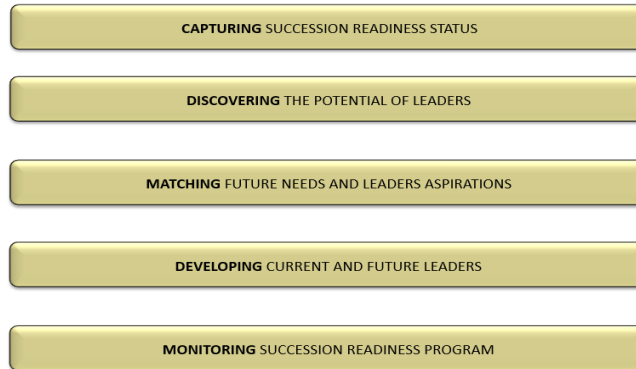 CAPTURING SUCCESSION READINESS STATUS
DISCOVERING THE POTENTIAL OF LEADERS
MATCHING FUTURE NEEDS AND LEADERS ASPIRATIONS
DEVELOPING CURRENT AND FUTURE LEADERS
MONITORING SUCCESSION READINESS PROGRAM